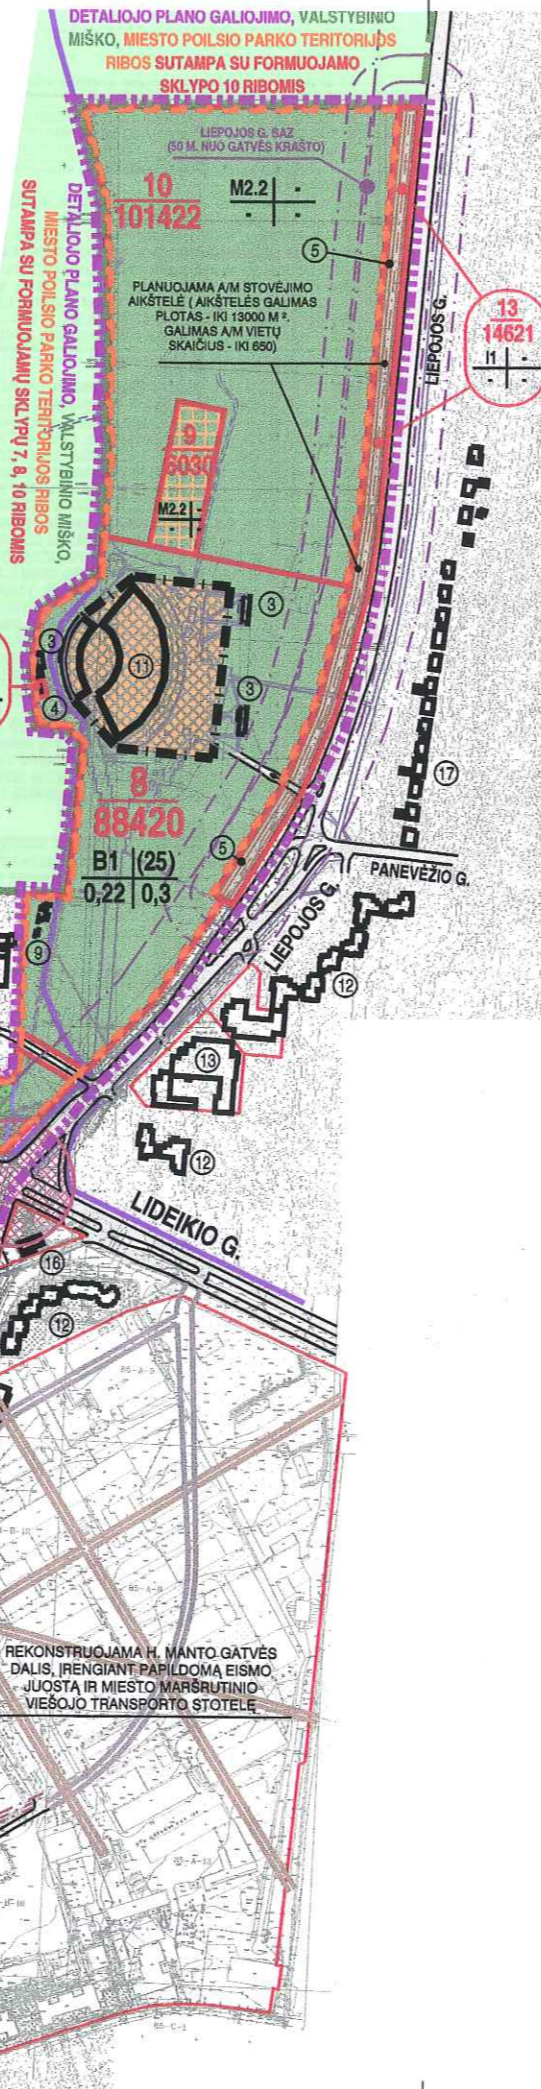 DETALIOJO PLANO GALIOJIMO, VALSTYBINIO
MIŠKO, MIESTO POILSIO PARKO TERITORIJOS
RIBOS SUTAMPA SU FORMUOJAMO
SKLYPO 10 RIBOMIS
LIEPOJOS G. SAZ
(50 M. NUO GATVĖS KRAŠTO)
10
101422
M2.2 -
- -
5
DETALIOJO PLANO GALIOJIMO, VALSTYBINIO MIŠKO,
MIESTO POILSIO PARKO TERITORIJOS RIBOS
SUTAMPA SU FORMUOJAMŲ SKLYPŲ 7, 8, 10 RIBOMIS
PLANUOJAMA A/M STOVĖJIMO
AIKŠTELĖ ( AIKŠTELĖS GALIMAS
PLOTAS - IKI 13000 M ².
GALIMAS A/M VIETŲ
SKAIČIUS - IKI 650)
LIEPOJOS G.
13
14621
I1 -
- -
9
6030
M2.2 -
- -
3
3
11
3
4
17
8
88420
B1 (25)
0,22 0,3
5
PANEVĖŽIO G.
LIEPOJOS G.
9
12
13
12
LIDEIKIO G.
16
12
REKONSTRUOJAMA H. MANTO GATVĖS
DALIS, ĮRENGIANT PAPILDOMĄ EISMO
JUOSTĄ IR MIESTO MARŠRUTINIO
VIEŠOJO TRANSPORTO STOTELĘ